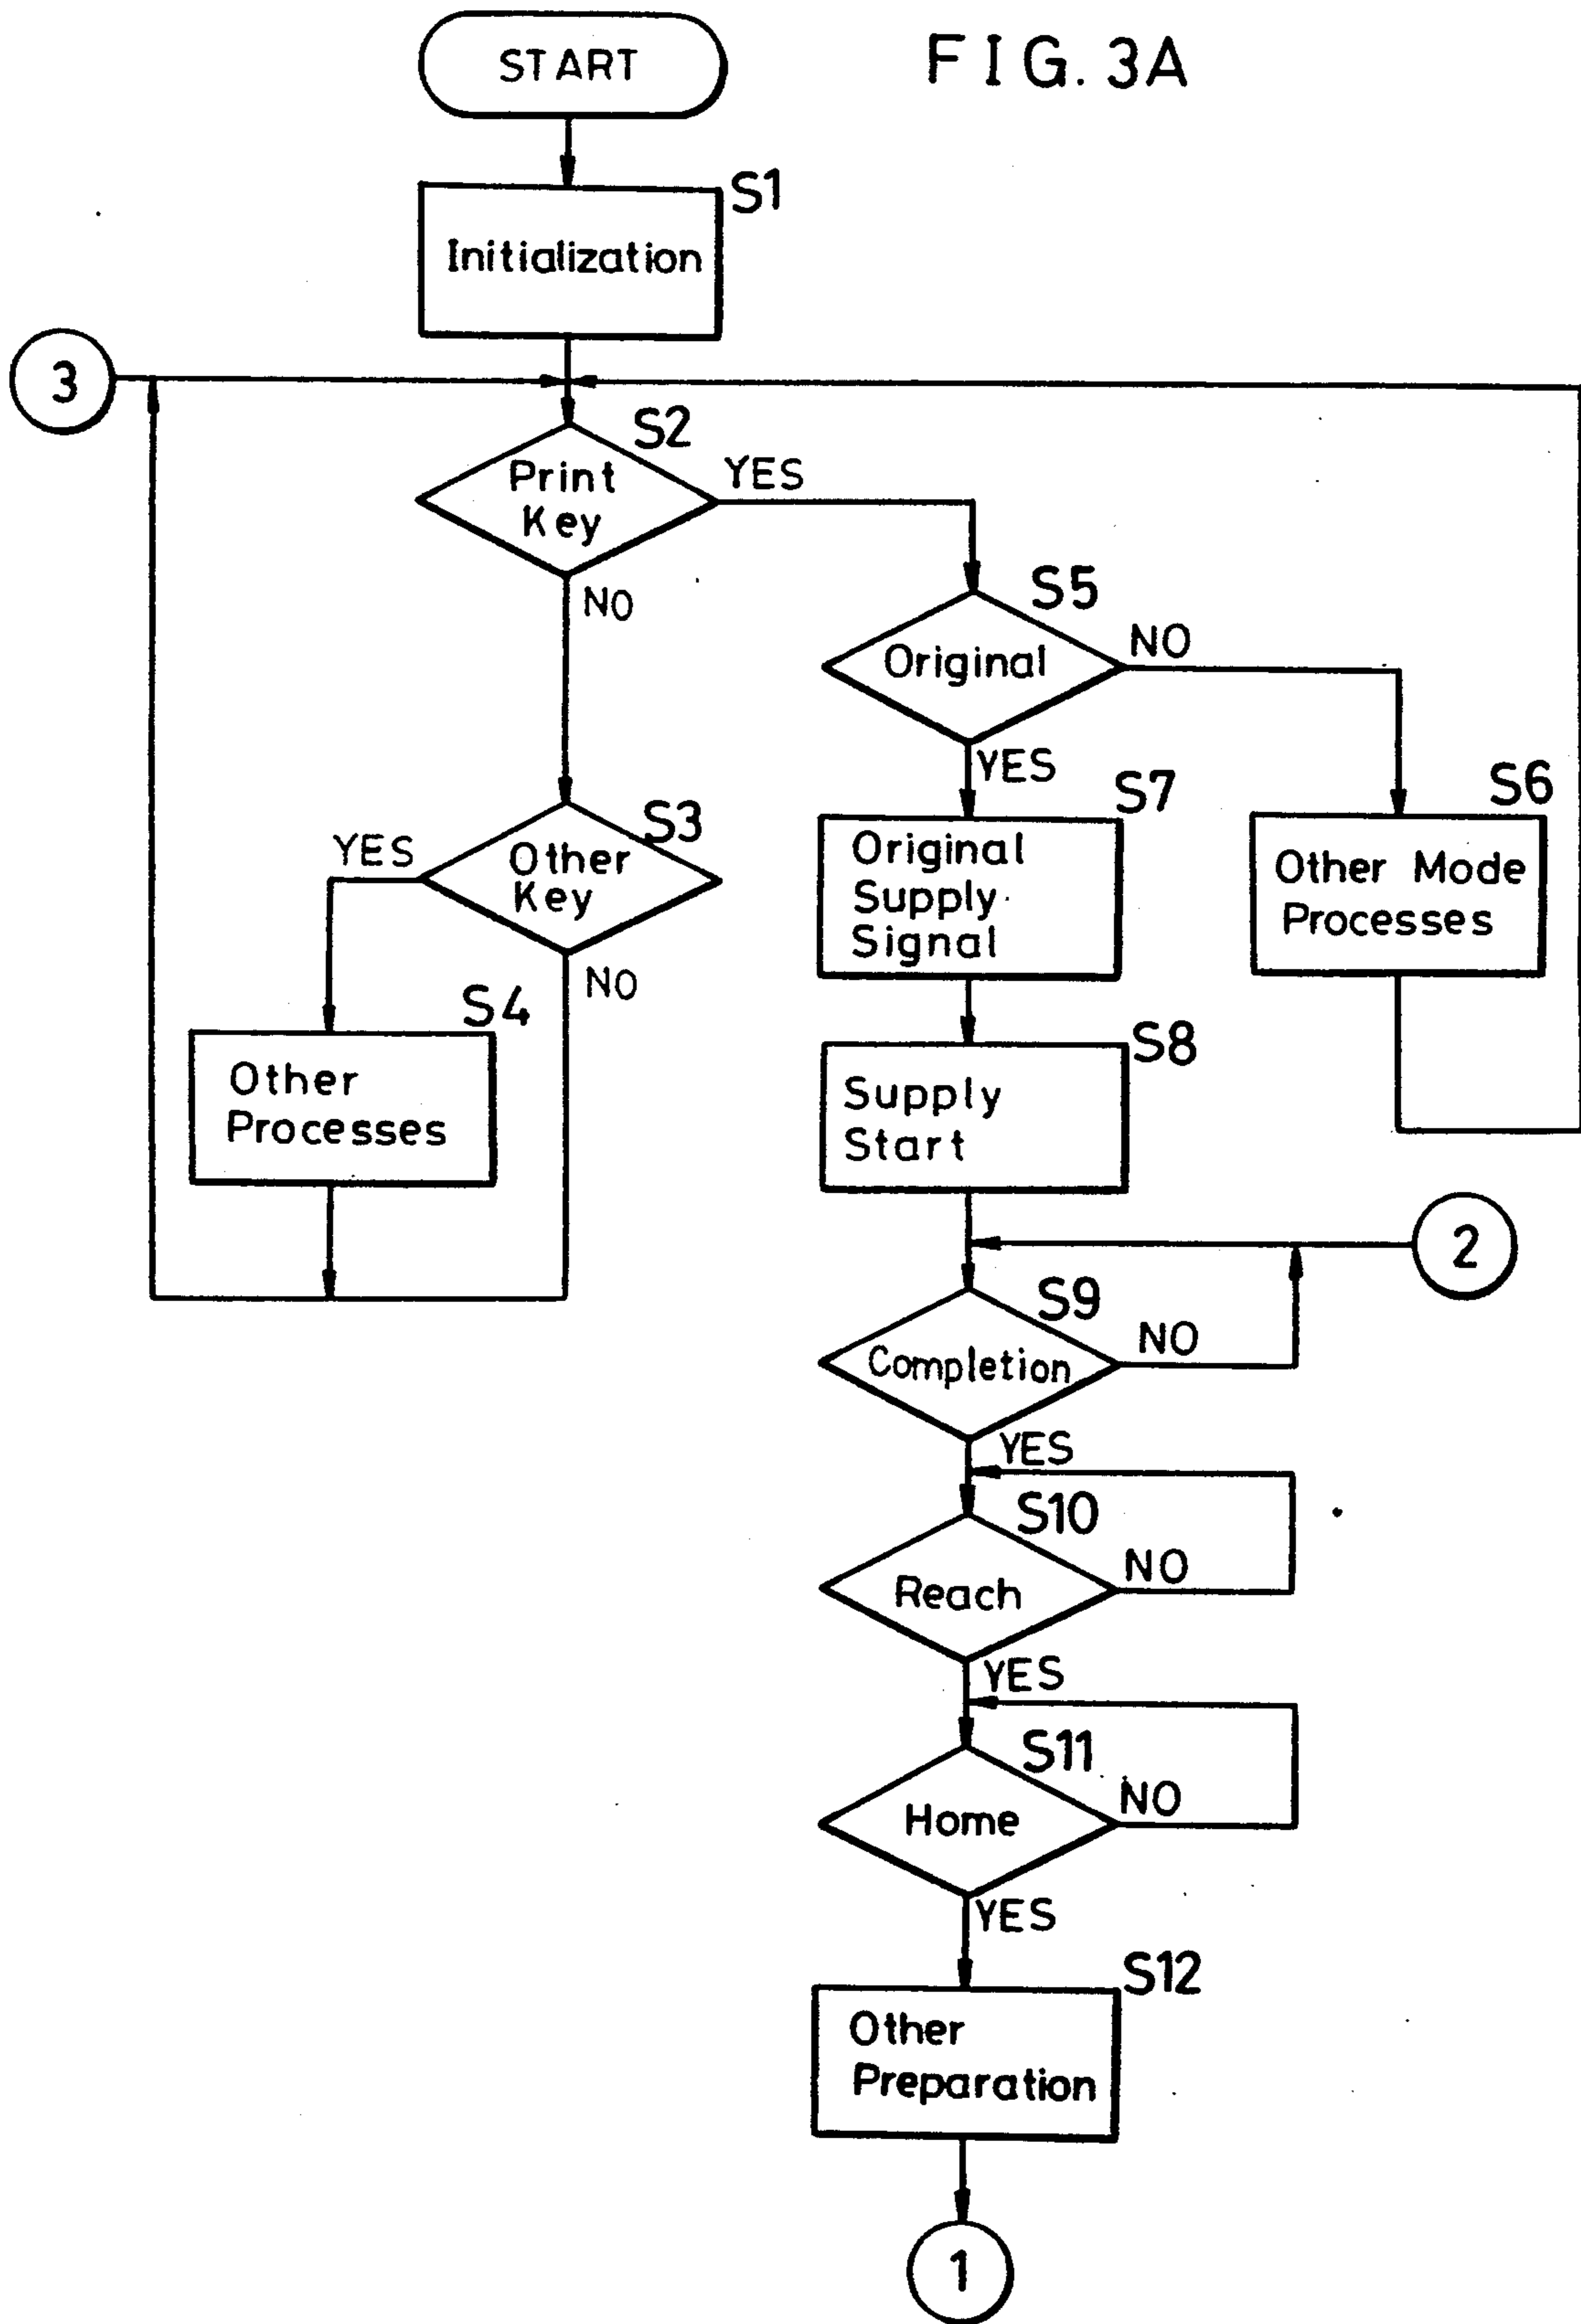 START
FIG. 3A
S1
Initialization
3
S2
Print
Key
YES
NO
S5
Original
NO
YES
S3
Other
Key
YES
NO
S7
Original
Supply
Signal
S6
Other Mode
Processes
S4
Other
Processes
S8
Supply
Start
2
S9
Completion
NO
YES
S10
Reach
NO
YES
S11
Home
NO
YES
S12
Other
Preparation
1